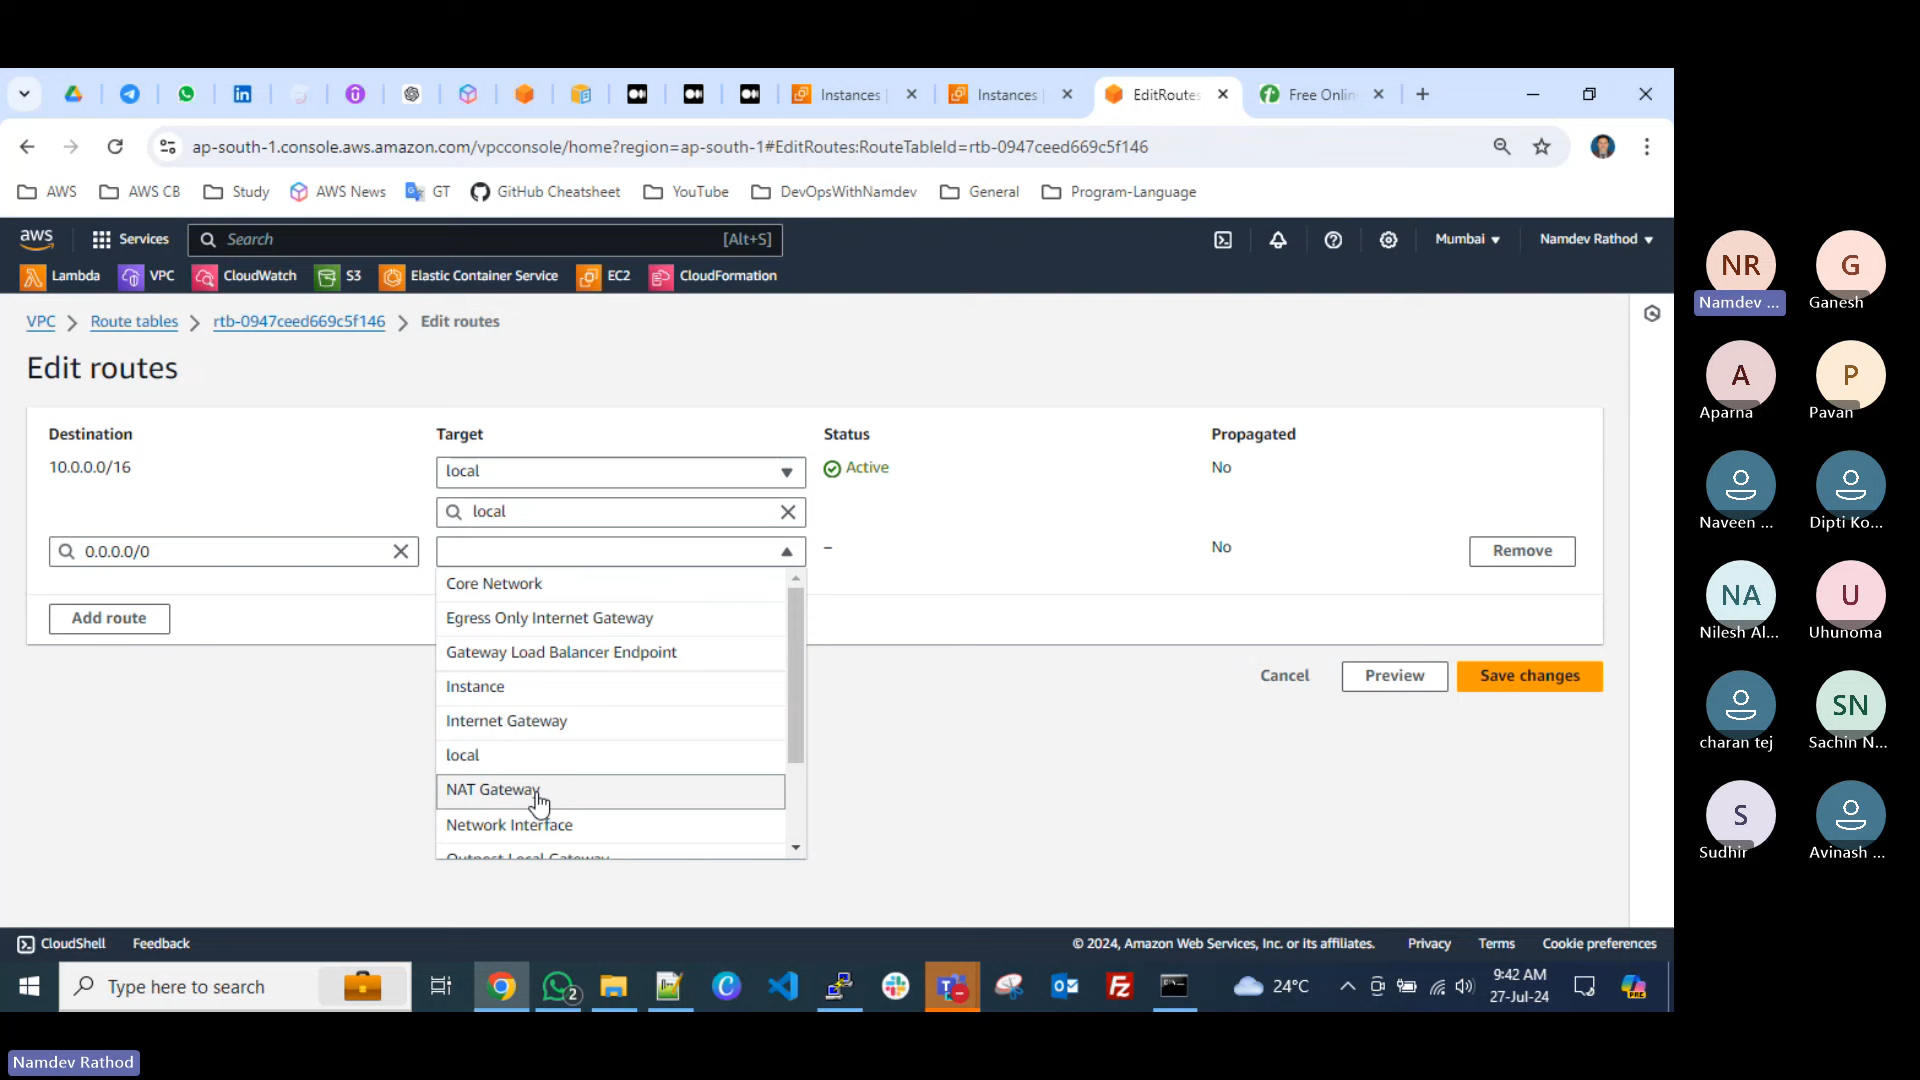 Instances
Instances
EditRoutes
Free Onlin
ap-south-1.console.aws.amazon.com/vpcconsole/home?region=ap-south-1#EditRoutes:RouteTableId=rtb-0947ceed669c5f146
AWS
AWS CB
Study
AWS News
GT
GitHub Cheatsheet
YouTube
DevOpsWithNamdev
General
Program-Language
aws
Services
Search
[Alt+S]
Mumbai
Namdev Rathod
Lambda
VPC
CloudWatch
S3
Elastic Container Service
EC2
CloudFormation
VPC
Route tables
rtb-0947ceed669c5f146
Edit routes
Edit routes
Destination
Target
Status
Propagated
10.0.0.0/16
local
Active
No
local
0.0.0.0/0
–
No
Remove
Core Network
Egress Only Internet Gateway
Gateway Load Balancer Endpoint
Instance
Internet Gateway
local
NAT Gateway
Network Interface
Outpost Local Gateway
Add route
Cancel
Preview
Save changes
CloudShell
Feedback
© 2024, Amazon Web Services, Inc. or its affiliates.
Privacy
Terms
Cookie preferences
Type here to search
2
24°C
9:42 AM
27-Jul-24
PRE
NR
Namdev ...
G
Ganesh
A
Aparna
P
Pavan
Naveen ...
Dipti Ko...
NA
Nilesh Al...
U
Uhunoma
charan tej
SN
Sachin N...
S
Sudhir
Avinash ...
Namdev Rathod